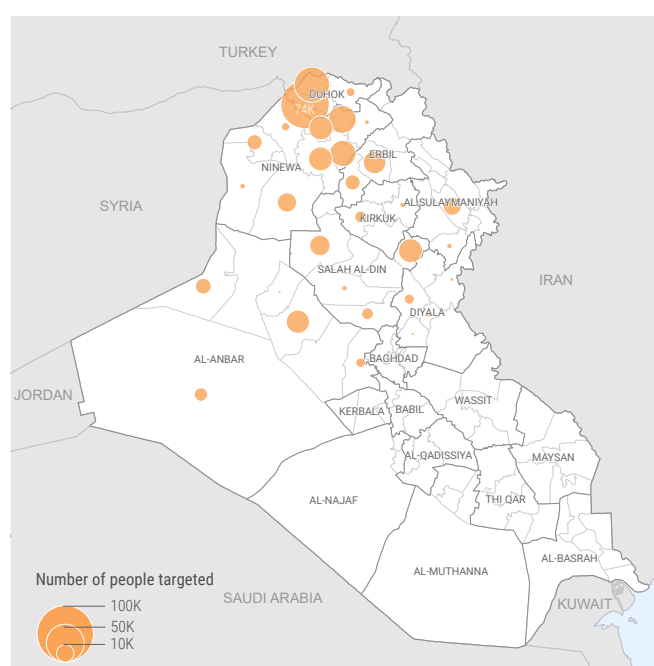 TURKEY
DUHOK
74K
ERBIL
NINEWA
AL-SULAYMANIYAH
SYRIA
KIRKUK
SALAH AL-DIN
IRAN
DIYALA
AL-ANBAR
BAGHDAD
JORDAN
WASSIT
KERBALA
BABIL
AL-QADISSIYA
MAYSAN
AL-NAJAF
THI QAR
AL-BASRAH
AL-MUTHANNA
Number of people targeted
SAUDI ARABIA
KUWAIT
100K
50K
10K